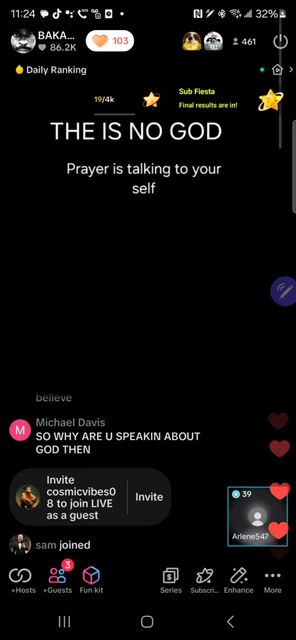 11:24
32%
BAKA...
86.2K
103
461
Daily Ranking
19/4k
Sub Fiesta
Final results are in!
THE IS NO GOD
Prayer is talking to your
self
believe
Michael Davis
M
SO WHY ARE U SPEAKIN ABOUT
GOD THEN
Invite
cosmicvibes0
8 to join LIVE
as a guest
Invite
39
Arlene547
sam joined
3
+Hosts
+Guests
Fun kit
Series
Subscri...
Enhance
More